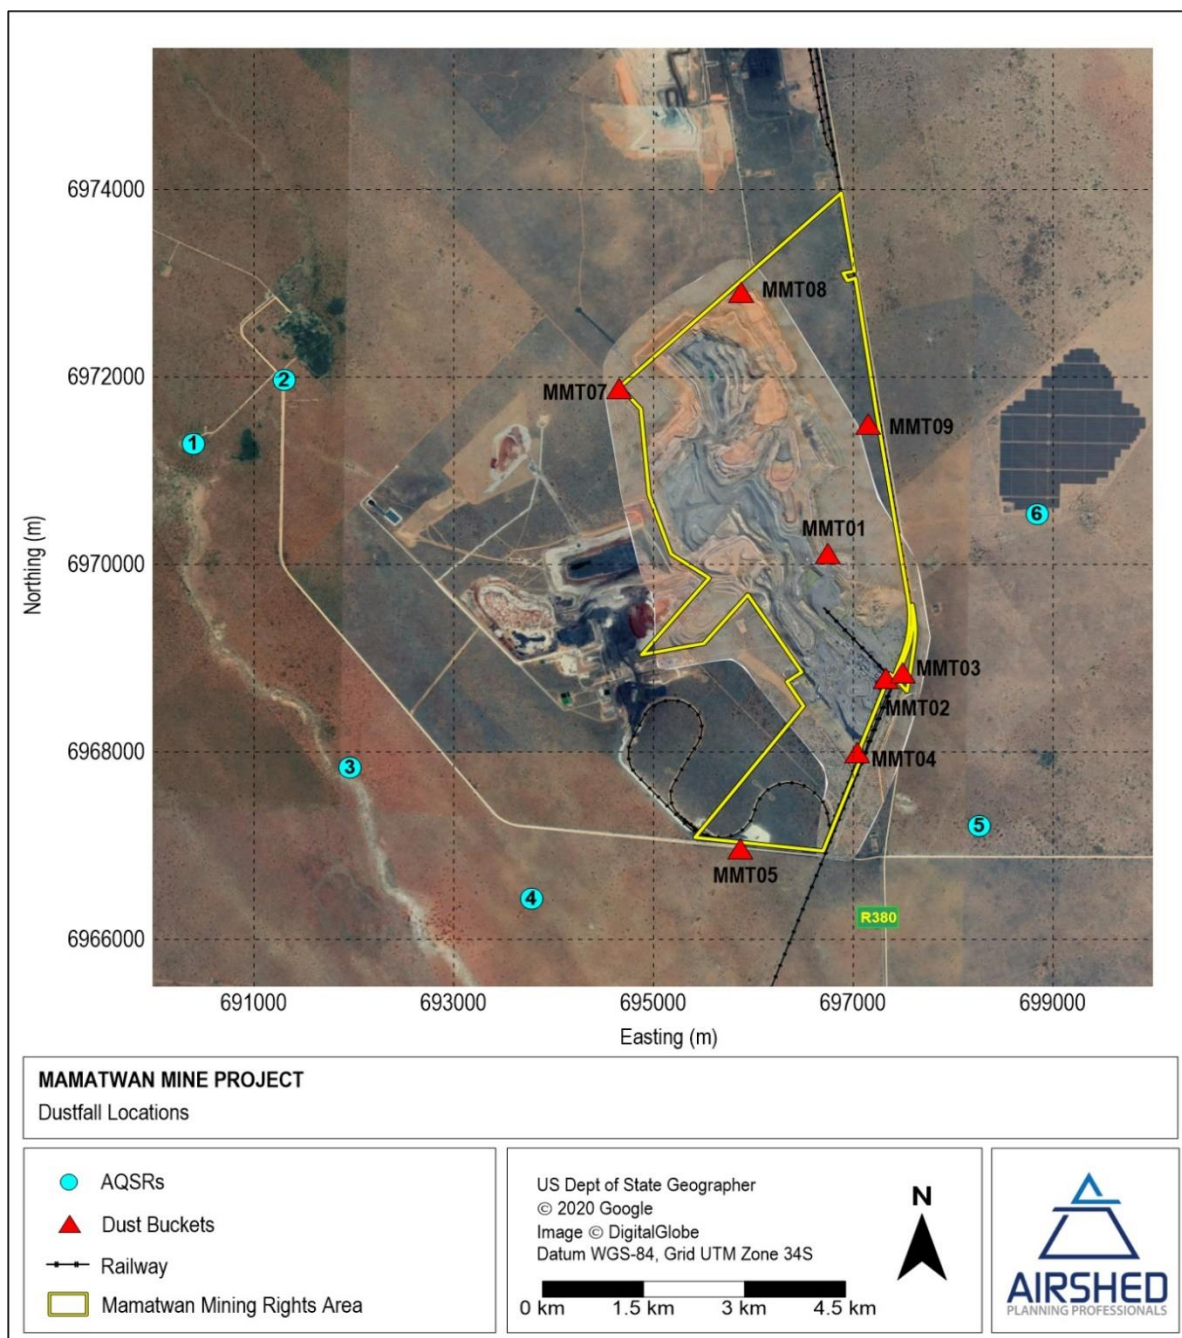 6974000
MMT08
6972000
2
MMT07
MMT09
1
6
MMT01
6970000
Northing (m)
MMT03
MMT02
6968000
MMT04
3
5
MMT05
4
R380
6966000
691000 693000 695000 697000 699000
Easting (m)
MAMATWAN MINE PROJECT
Dustfall Locations
AQSRs
Dust Buckets
Railway
Mamatwan Mining Rights Area
US Dept of State Geographer
© 2020 Google
Image © DigitalGlobe
Datum WGS-84, Grid UTM Zone 34S
0 km 1.5 km 3 km 4.5 km
N
AIRSHED
PLANNING PROFESSIONALS